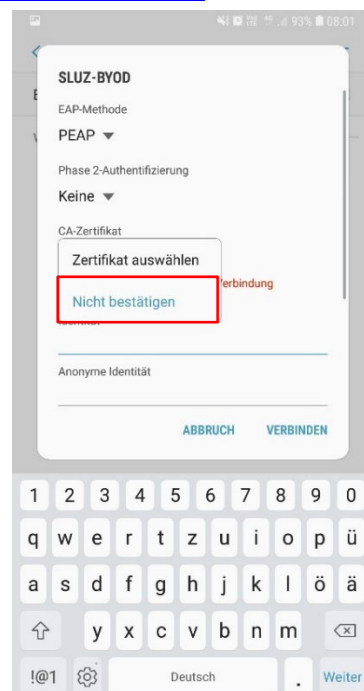 93% 08:01
SLUZ-BYOD
EAP-Methode
PEAP
Phase 2-Authentifizierung
Keine
CA-Zertifikat
Zertifikat auswählen
Verbindung
Nicht bestätigen
Identität
Anonyme Identität
ABBRUCH VERBINDEN
1 2 3 4 5 6 7 8 9 0
q w e r t z u i o p ü
a s d f g h j k l ö ä
y x c v b n m
!@1 Deutsch . Weiter